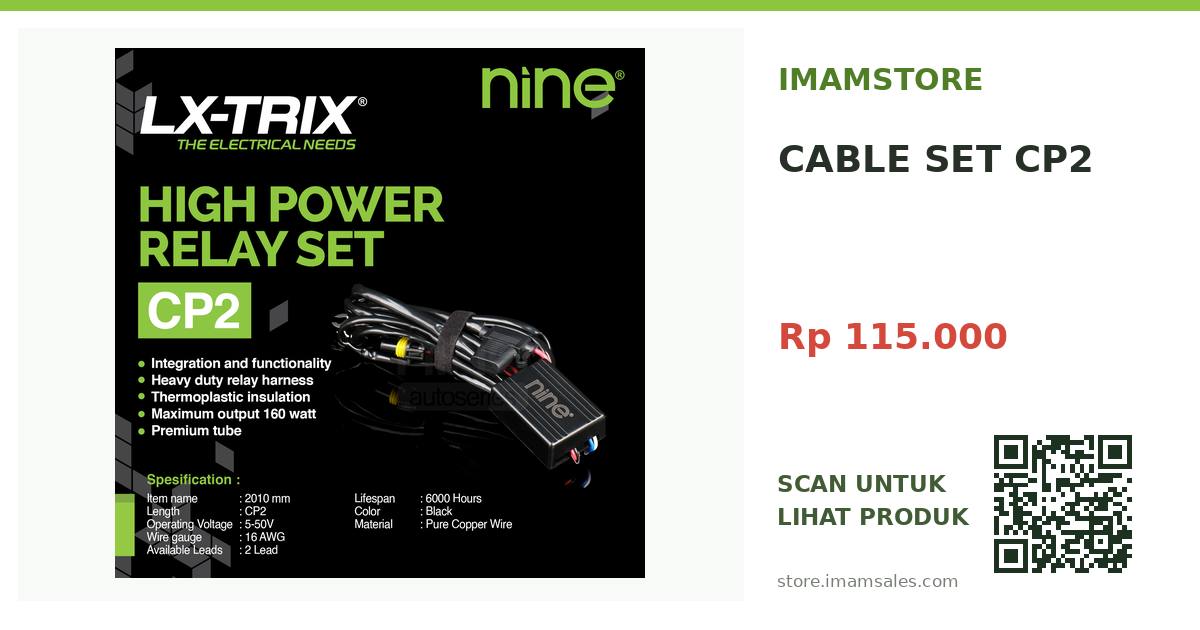 LX-TRIX®
THE ELECTRICAL NEEDS
nine®
HIGH POWER
RELAY SET
CP2
Integration and functionality
Heavy duty relay harness
Thermoplastic insulation
Maximum output 160 watt
Premium tube
nine
Spesification :
Item name : 2010 mm
Length : CP2
Operating Voltage : 5-50V
Wire gauge : 16 AWG
Available Leads : 2 Lead
Lifespan : 6000 Hours
Color : Black
Material : Pure Copper Wire
IMAMSTORE
CABLE SET CP2
Rp 115.000
SCAN UNTUK
LIHAT PRODUK
store.imamsales.com